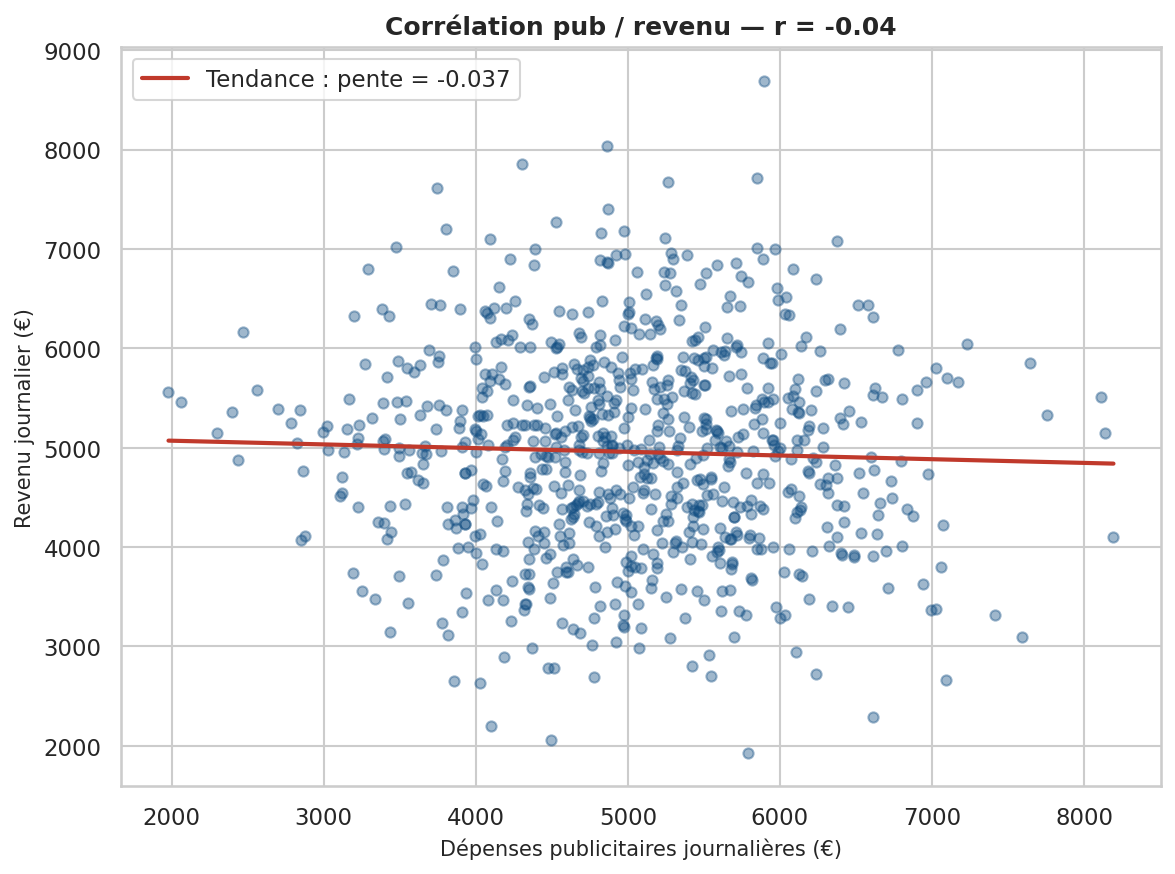 Corrélation pub / revenu — r = -0.04
Tendance : pente = -0.037
Revenu journalier (€)
9000
8000
7000
6000
5000
4000
3000
2000
2000 3000 4000 5000 6000 7000 8000
Dépenses publicitaires journalières (€)